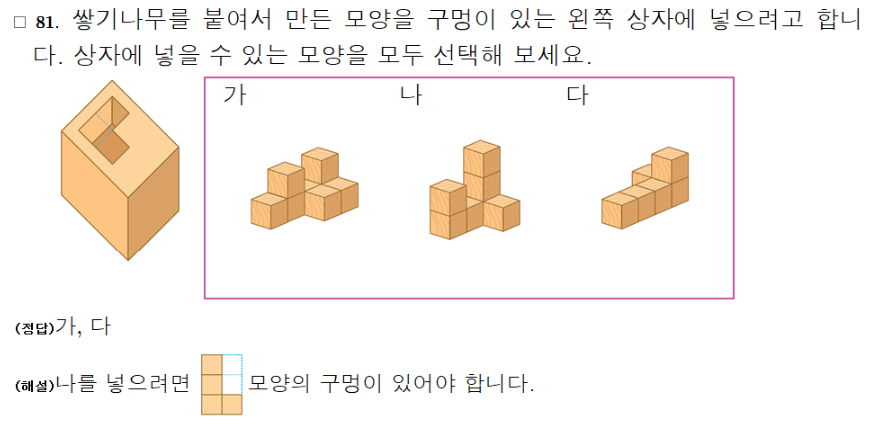 □ 81. 쌓기나무를 붙여서 만든 모양을 구멍이 있는 왼쪽 상자에 넣으려고 합니
다. 상자에 넣을 수 있는 모양을 모두 선택해 보세요.
가 나 다
(정답)가, 다
(해설)나를 넣으려면 모양의 구멍이 있어야 합니다.